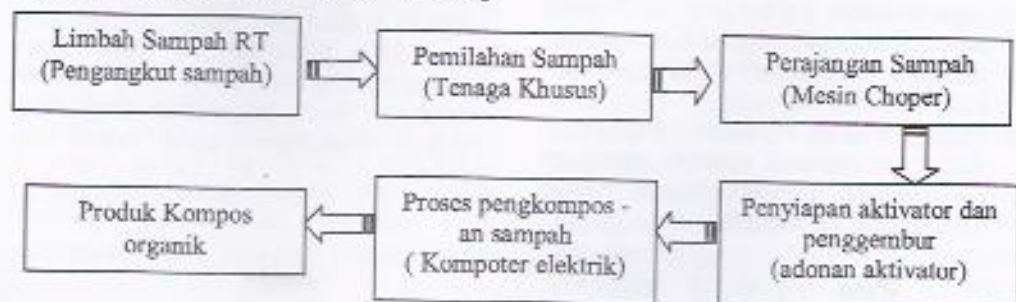 Limbah Sampah RT
(Pengangkut sampah)
Pemilahan Sampah
(Tenaga Khusus)
Perajangan Sampah
(Mesin Choper)
Penyiapan aktivator dan
penggembur
(adonan aktivator)
Proses pengkompos -
an sampah
( Kompoter elektrik)
Produk Kompos
organik